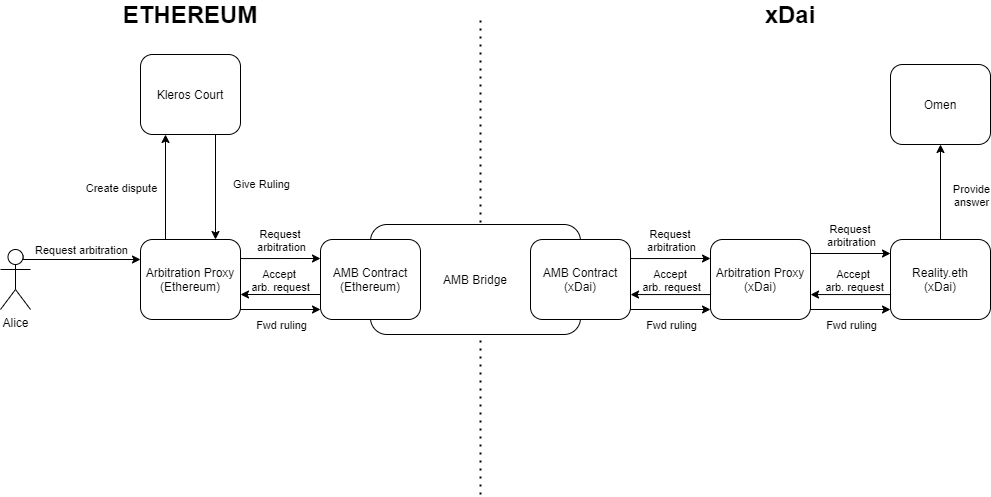 ETHEREUM
xDai
Kleros Court
Omen
Create dispute
Give Ruling
Provide
answer
Request arbitration
Alice
Arbitration Proxy
(Ethereum)
Request
arbitration
Accept
arb. request
Fwd ruling
AMB Contract
(Ethereum)
AMB Bridge
AMB Contract
(xDai)
Request
arbitration
Accept
arb. request
Fwd ruling
Arbitration Proxy
(xDai)
Request
arbitration
Accept
arb. request
Fwd ruling
Reality.eth
(xDai)